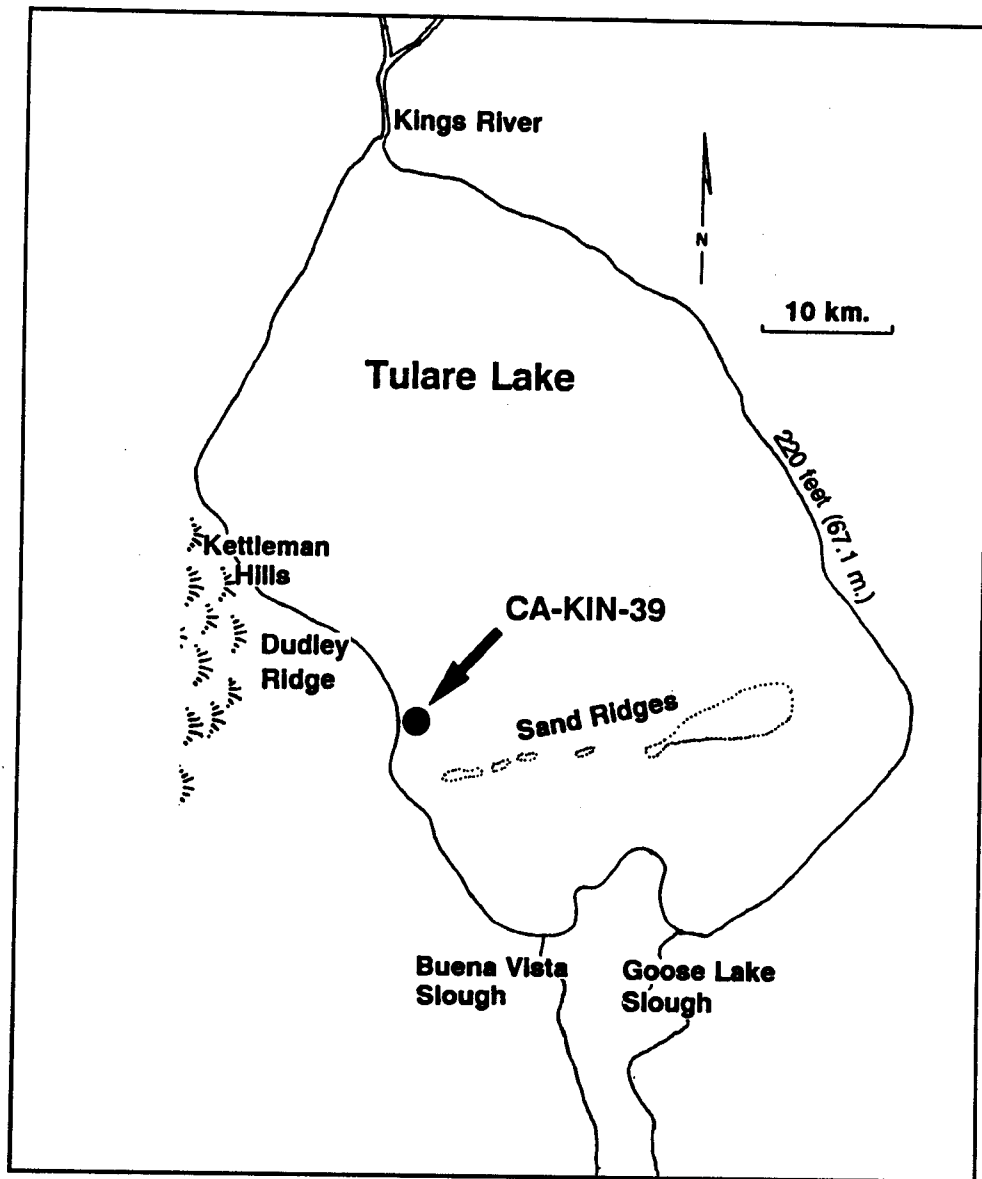 Kings River
N
10 km.
Tulare Lake
220 feet (67.1 m.)
Kettleman
Hills
CA-KIN-39
Dudley
Ridge
Sand Ridges
Buena Vista
Slough
Goose Lake
Slough